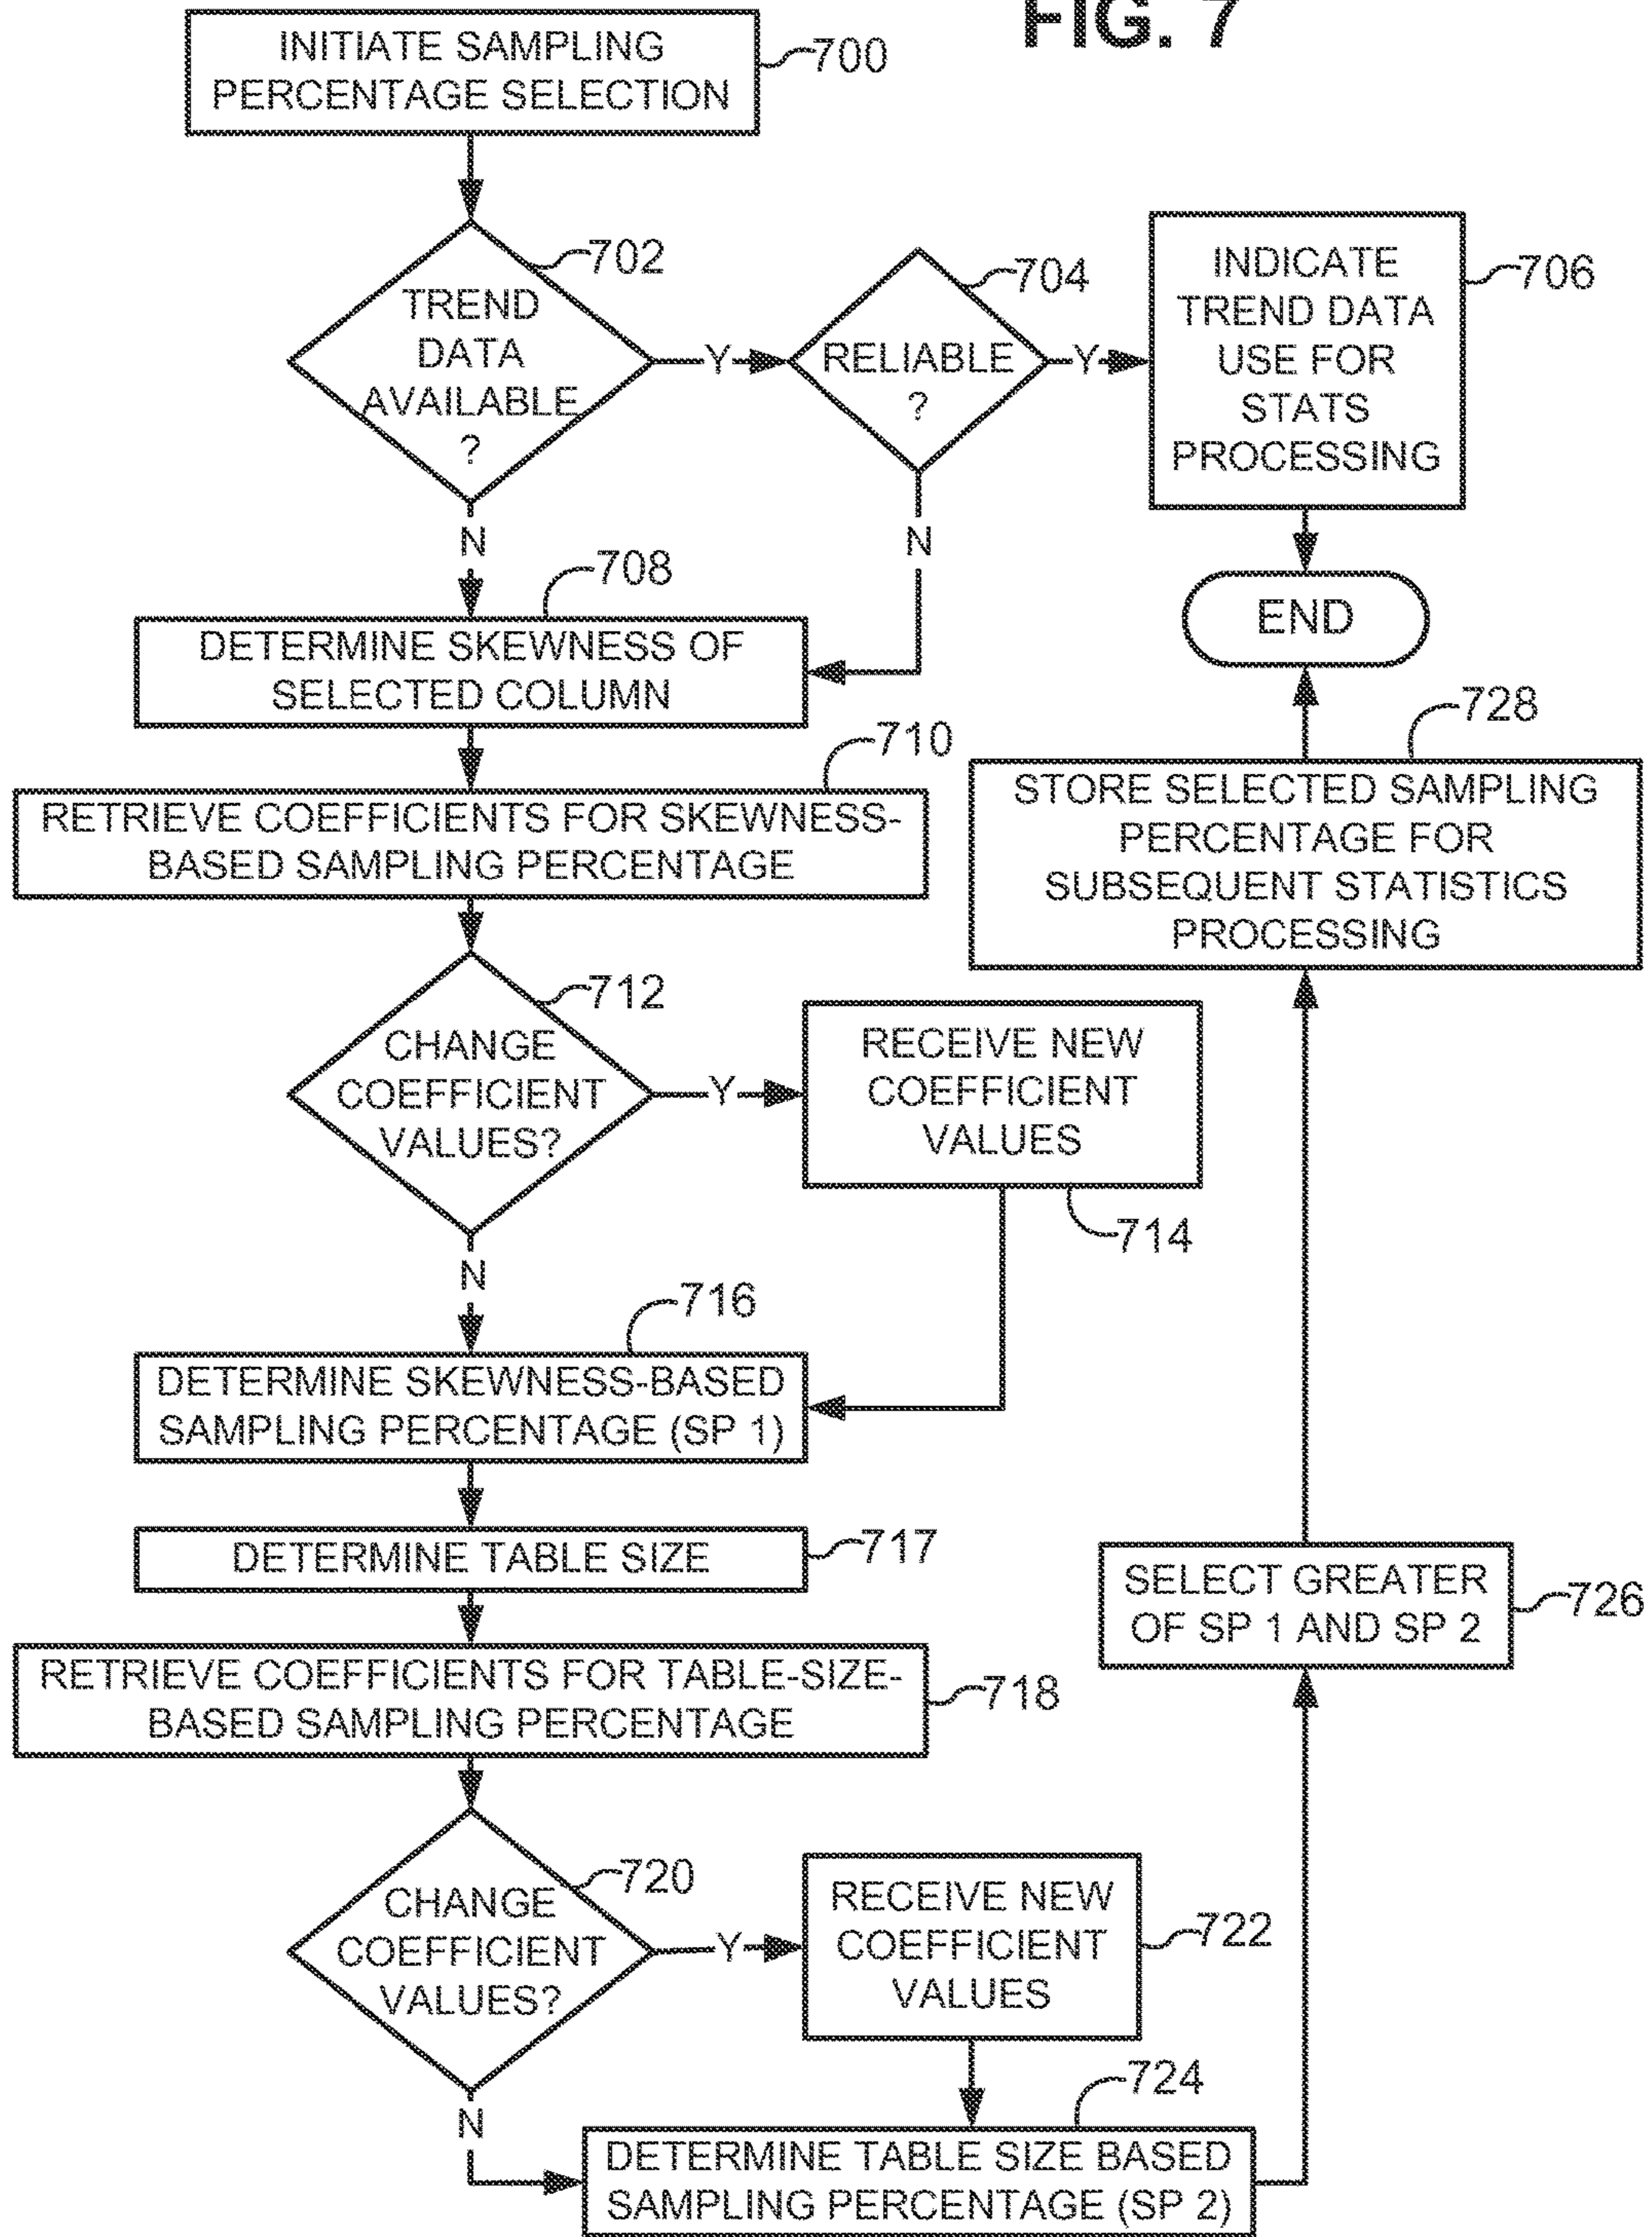 FIG. 7
INITIATE SAMPLING
PERCENTAGE SELECTION
700
702
TREND
DATA
AVAILABLE
?
Y
N
704
RELIABLE
?
Y
N
706
INDICATE
TREND DATA
USE FOR
STATS
PROCESSING
END
708
DETERMINE SKEWNESS OF
SELECTED COLUMN
710
RETRIEVE COEFFICIENTS FOR SKEWNESS-
BASED SAMPLING PERCENTAGE
712
CHANGE
COEFFICIENT
VALUES?
Y
N
RECEIVE NEW
COEFFICIENT
VALUES
714
716
DETERMINE SKEWNESS-BASED
SAMPLING PERCENTAGE (SP 1)
DETERMINE TABLE SIZE
717
RETRIEVE COEFFICIENTS FOR TABLE-SIZE-
BASED SAMPLING PERCENTAGE
718
720
CHANGE
COEFFICIENT
VALUES?
Y
N
RECEIVE NEW
COEFFICIENT
VALUES
722
724
DETERMINE TABLE SIZE BASED
SAMPLING PERCENTAGE (SP 2)
SELECT GREATER
OF SP 1 AND SP 2
726
728
STORE SELECTED SAMPLING
PERCENTAGE FOR
SUBSEQUENT STATISTICS
PROCESSING